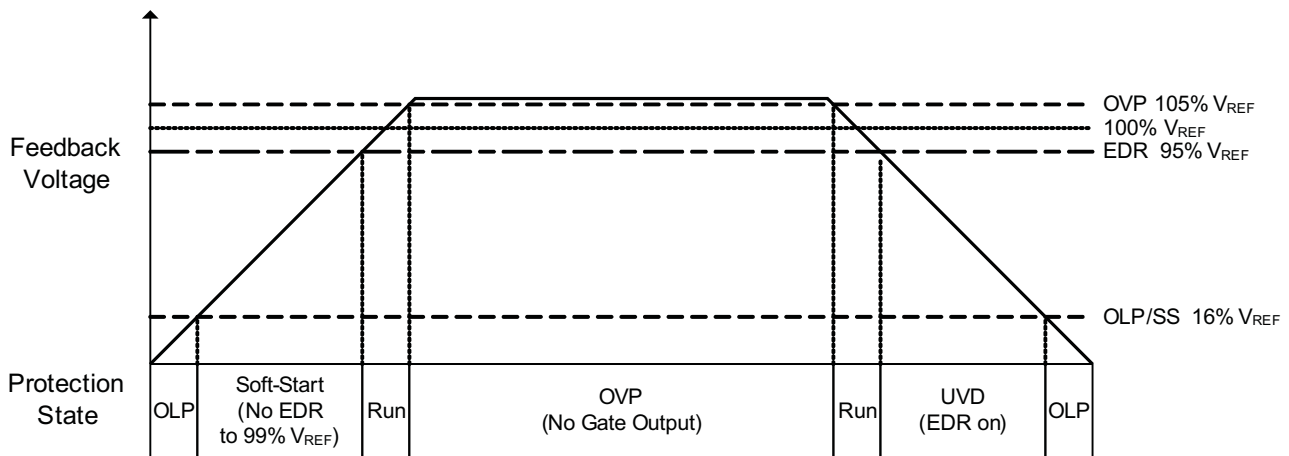 OVP 105% VREF
100% VREF
EDR 95% VREF
Feedback
Voltage
OLP/SS 16% VREF
Protection
State
OLP
Soft-Start
(No EDR
to 99% VREF)
Run
OVP
(No Gate Output)
Run
UVD
(EDR on)
OLP